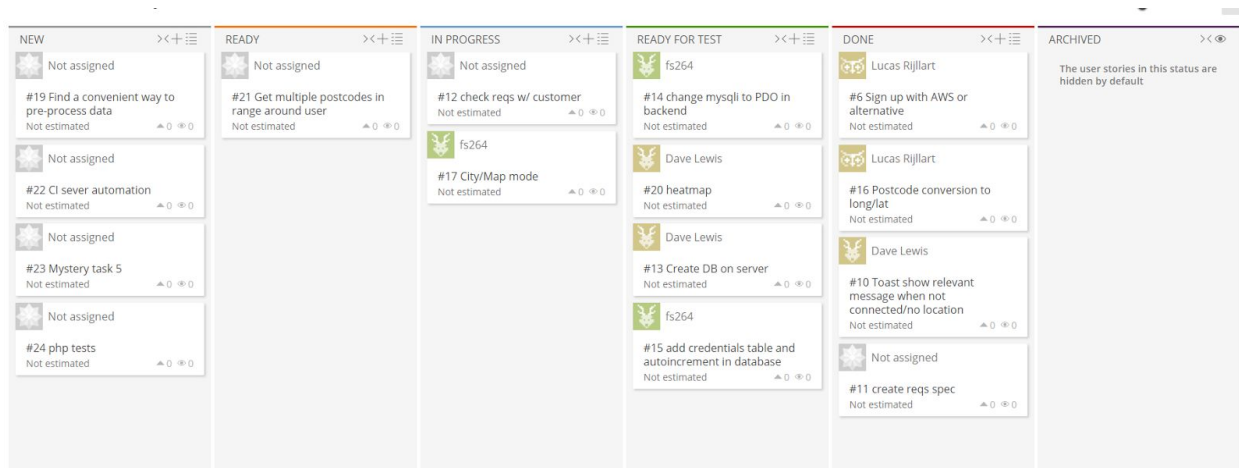 NEW
Not assigned
#19 Find a convenient way to
pre-process data
Not estimated 0 0
Not assigned
#22 CI sever automation
Not estimated 0 0
Not assigned
#23 Mystery task 5
Not estimated 0 0
Not assigned
#24 php tests
Not estimated 0 0
READY
Not assigned
#21 Get multiple postcodes in
range around user
Not estimated 0 0
IN PROGRESS
Not assigned
#12 check reqs w/ customer
Not estimated 0 0
fs264
#17 City/Map mode
Not estimated 0 0
READY FOR TEST
fs264
#14 change mysqli to PDO in
backend
Not estimated 0 0
Dave Lewis
#20 heatmap
Not estimated 0 0
Dave Lewis
#13 Create DB on server
Not estimated 0 0
fs264
#15 add credentials table and
autoincrement in database
Not estimated 0 0
DONE
Lucas Rijllart
#6 Sign up with AWS or
alternative
Not estimated 0 0
Lucas Rijllart
#16 Postcode conversion to
long/lat
Not estimated 0 0
Dave Lewis
#10 Toast show relevant
message when not
connected/no location
Not estimated 0 0
Not assigned
#11 create reqs spec
Not estimated 0 0
ARCHIVED
The user stories in this status are
hidden by default